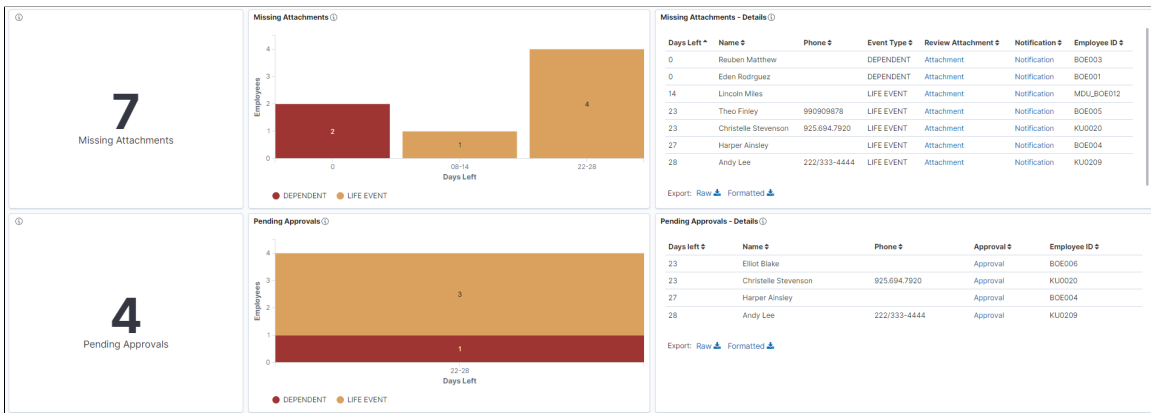 7
Missing Attachments
Missing Attachments
Employees
4
3
2
1
0
2
1
4
0 08-14 22-28
Days Left
DEPENDENT LIFE EVENT
Missing Attachments - Details
Days Left Name Phone Event Type Review Attachment Notification Employee ID
0 Reuben Matthew DEPENDENT Attachment Notification BOE003
0 Eden Rodrguez DEPENDENT Attachment Notification BOE001
14 Lincoln Miles LIFE EVENT Attachment Notification MDU_BOE012
23 Theo Finley 990909878 LIFE EVENT Attachment Notification BOE005
23 Christelle Stevenson 925.694.7920 LIFE EVENT Attachment Notification KU0020
27 Harper Ainsley LIFE EVENT Attachment Notification BOE004
28 Andy Lee 222/333-4444 LIFE EVENT Attachment Notification KU0209
Export: Raw Formatted
4
Pending Approvals
Pending Approvals
Employees
4
3
2
1
0
3
1
22-28
Days Left
DEPENDENT LIFE EVENT
Pending Approvals - Details
Days left Name Phone Approval Employee ID
23 Elliot Blake Approval BOE006
23 Christelle Stevenson 925.694.7920 Approval KU0020
27 Harper Ainsley Approval BOE004
28 Andy Lee 222/333-4444 Approval KU0209
Export: Raw Formatted